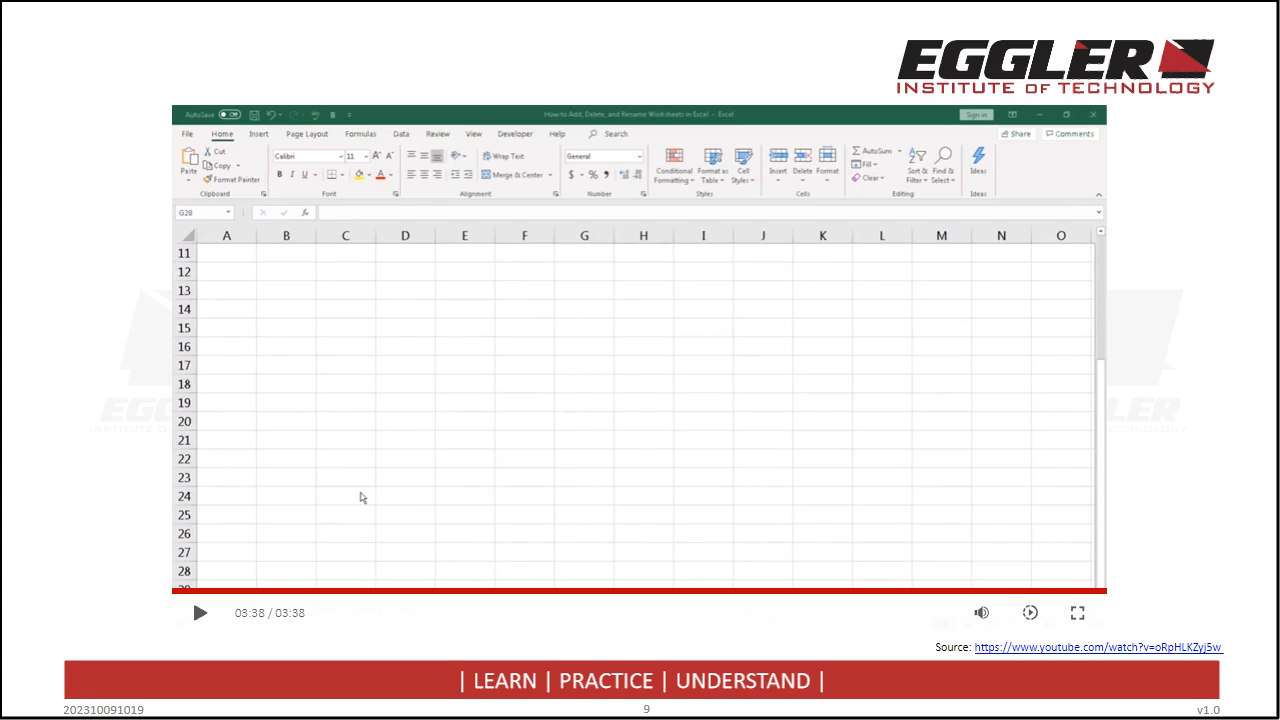 EGGLER
INSTITUTE OF TECHNOLOGY
AutoSave Off
How to Add, Delete, and Rename Worksheets in Excel - Excel
Sign in
File Home Insert Page Layout Formulas Data Review View Developer Help Search
Share Comments
Paste
Cut
Copy
Format Painter
Clipboard
Calibri 11 A A
B I U A
Font
Wrap Text
Merge & Center
Alignment
General
$ % ,
Number
Conditional Formatting
Format as Table
Cell Styles
Styles
Insert Delete Format
Cells
AutoSum
Fill
Clear
Sort & Filter
Find & Select
Editing
Ideas
Ideas
G28 fx
A B C D E F G H I J K L M N O
11
12
13
14
15
16
17
18
19
20
21
22
23
24
25
26
27
28
03:38 / 03:38
Source: https://www.youtube.com/watch?v=oRpHLKZyj5w
| LEARN | PRACTICE | UNDERSTAND |
202310091019 9 v1.0